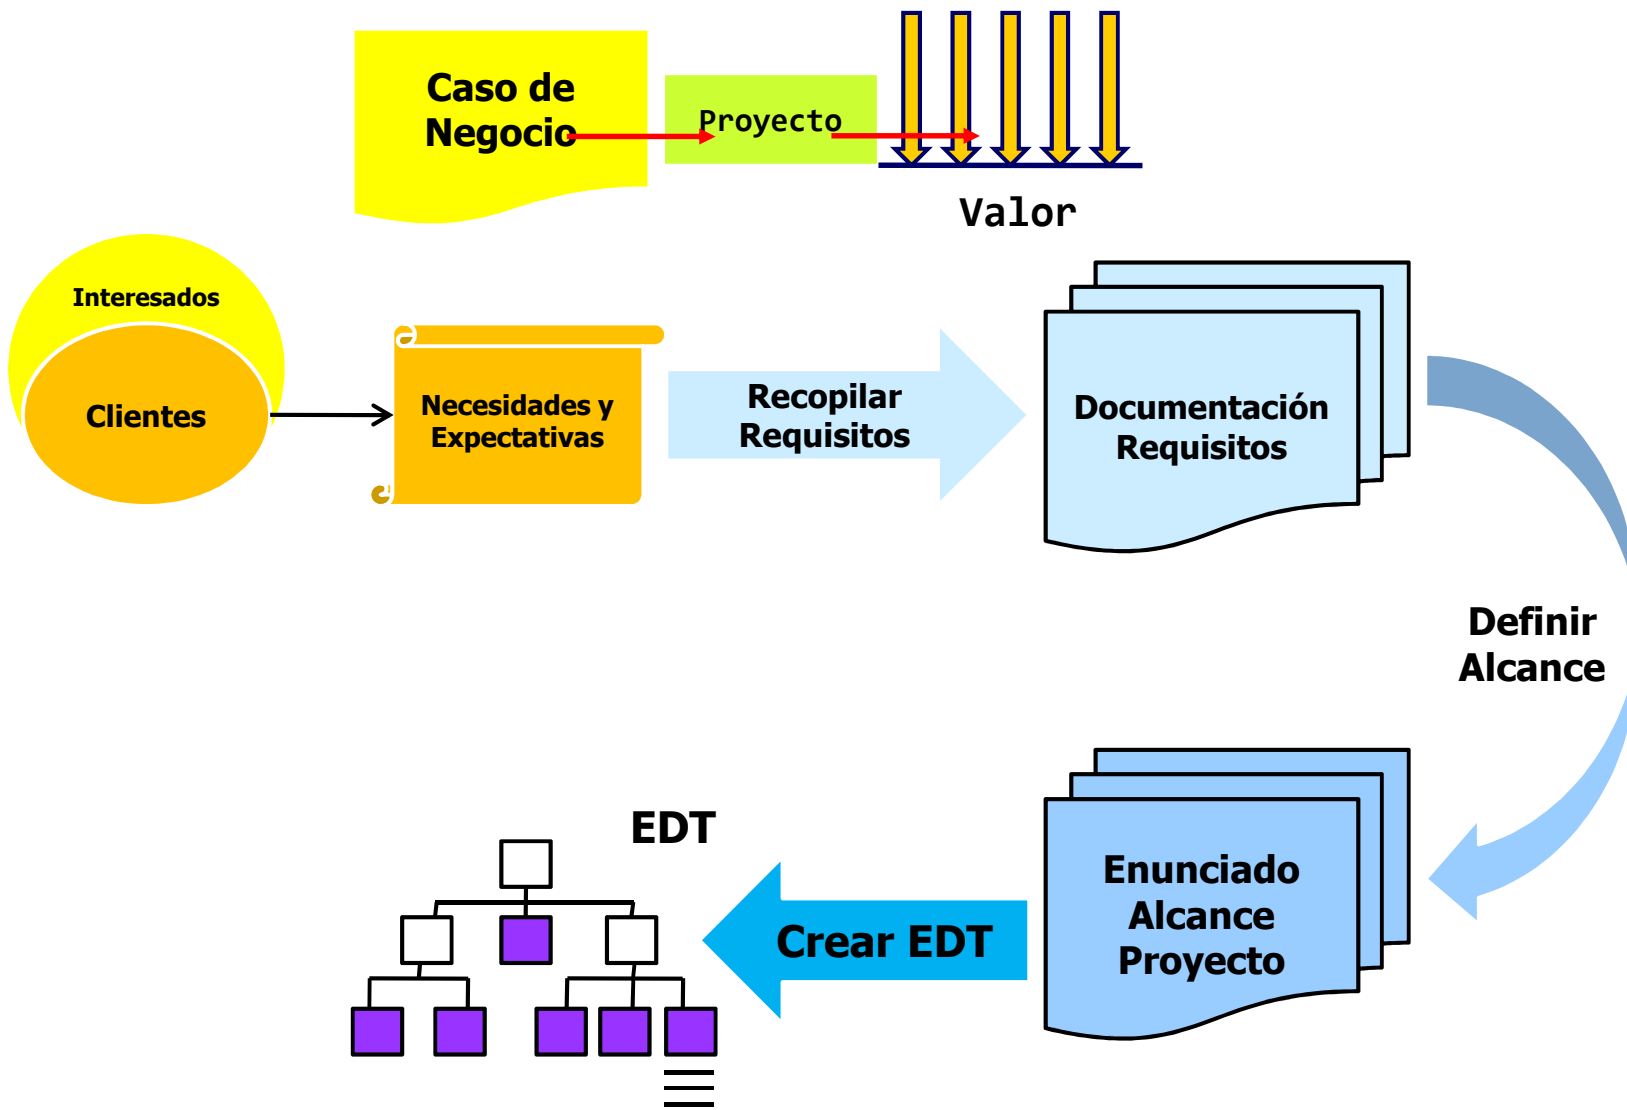 Caso de
Negocio
Proyecto
Valor
Interesados
Clientes
Necesidades y
Expectativas
Recopilar
Requisitos
Documentación
Requisitos
Definir
Alcance
Enunciado
Alcance
Proyecto
Crear EDT
EDT